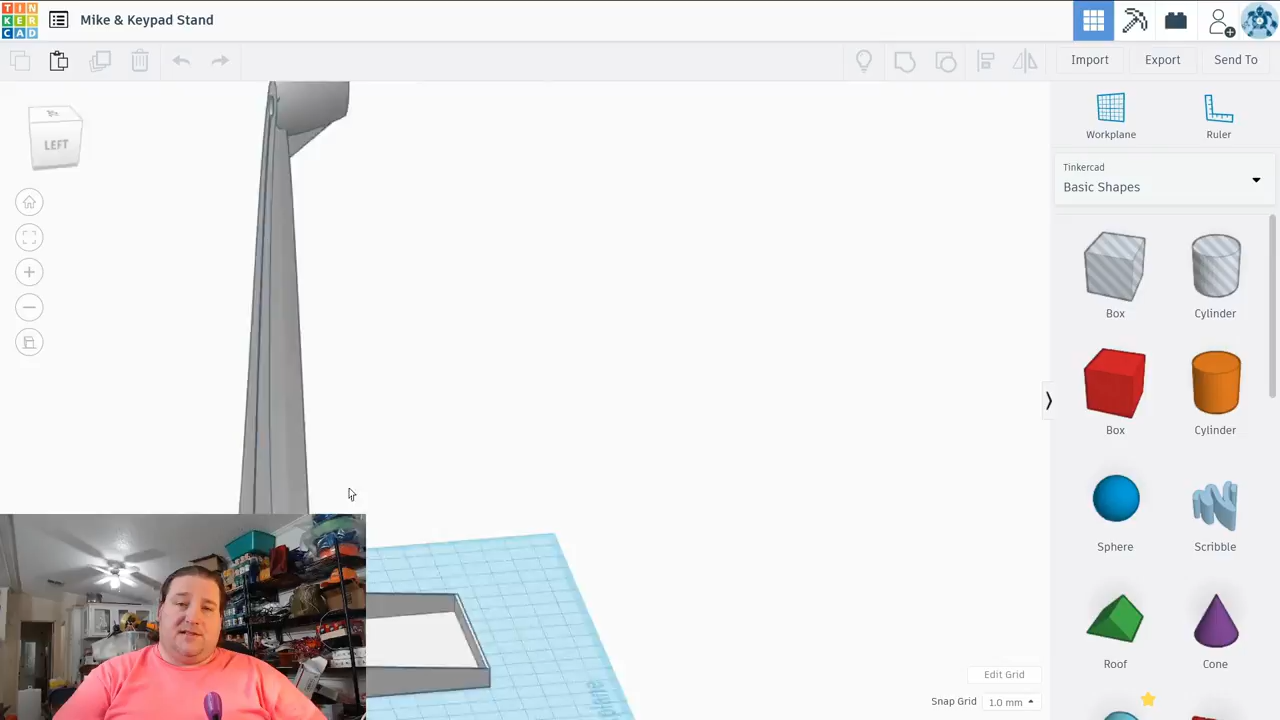 TIN
KER
CAD
Mike & Keypad Stand
Import
Export
Send To
LEFT
Workplane
Ruler
Tinkercad
Basic Shapes
Box
Cylinder
Box
Cylinder
Sphere
Scribble
Roof
Cone
Edit Grid
Snap Grid
1.0 mm